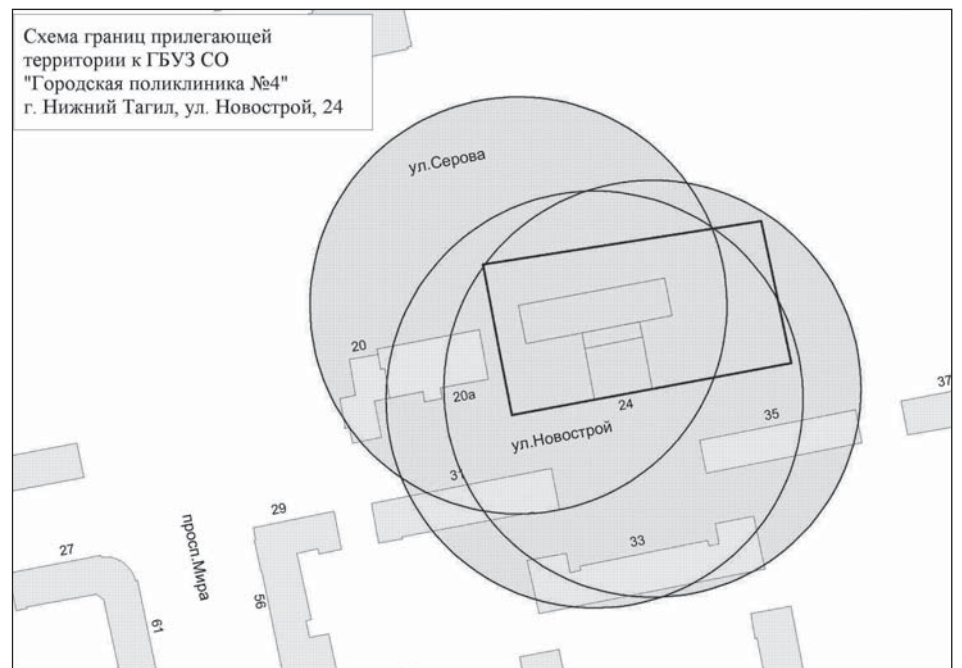 Схема границ прилегающей
территории к ГБУЗ СО
"Городская поликлиника №4"
г. Нижний Тагил, ул. Новострой, 24
ул.Серова
20
20а
24
37
35
ул.Новострой
31
29
33
27
просп.Мира
56
61